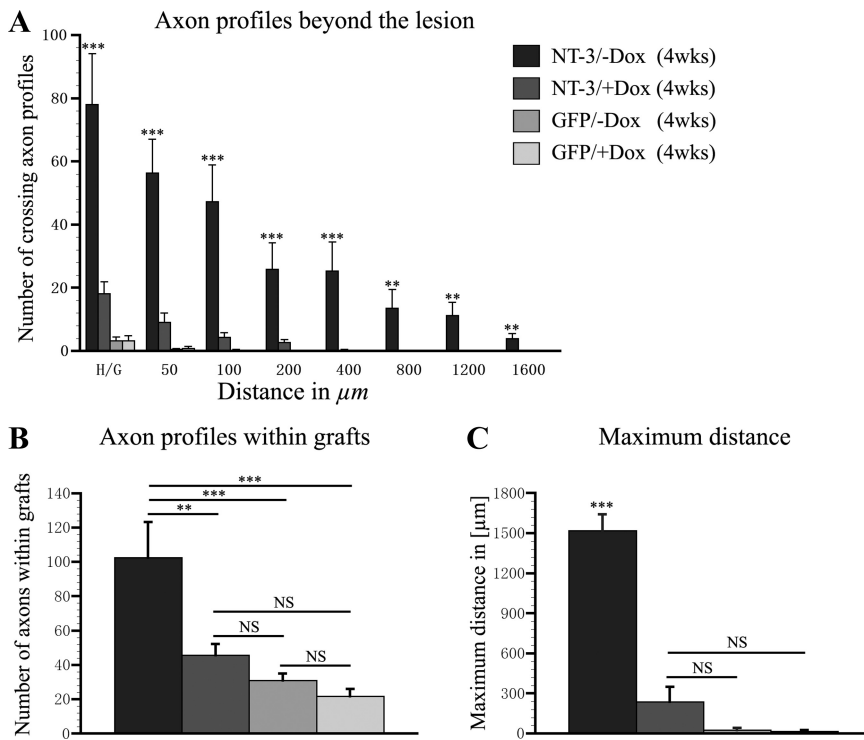 A
Axon profiles beyond the lesion
Number of crossing axon profiles
100
80
60
40
20
0
***
***
***
***
***
**
**
**
H/G 50 100 200 400 800 1200 1600
Distance in µm
NT-3/-Dox (4wks)
NT-3/+Dox (4wks)
GFP/-Dox (4wks)
GFP/+Dox (4wks)
B
Axon profiles within grafts
Number of axons within grafts
140
120
100
80
60
40
20
0
***
***
**
NS
NS
NS
C
Maximum distance
Maximum distance in [µm]
1800
1500
1200
900
600
300
0
***
NS
NS